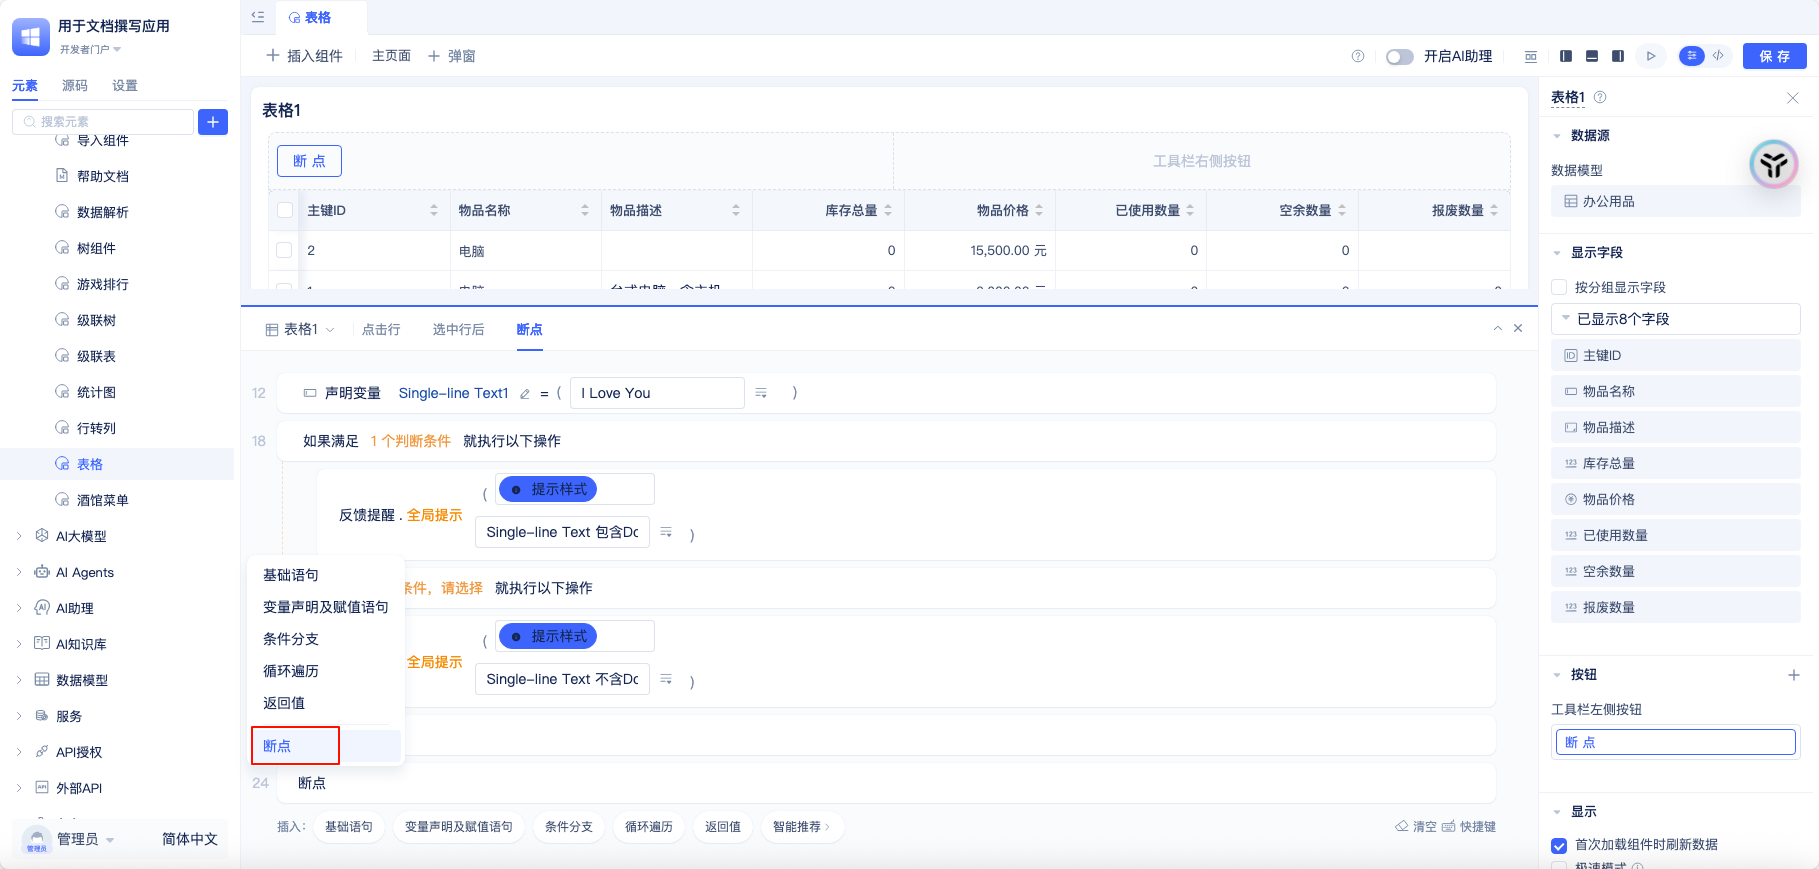 用于文档撰写应用
开发者门户
元素 源码 设置
搜索元素
导入组件
帮助文档
数据解析
树组件
游戏排行
级联树
级联表
统计图
行转列
表格
酒馆菜单
AI大模型
AI Agents
AI助理
AI知识库
数据模型
服务
API授权
外部API
管理员
管理员 简体中文
表格
插入组件 主页面 弹窗
开启AI助理
保 存
表格1
断 点
工具栏右侧按钮
主键ID 物品名称 物品描述 库存总量 物品价格 已使用数量 空余数量 报废数量
2 电脑 0 15,500.00 元 0 0
表格1 点击行 选中行后 断点
12 声明变量 Single-line Text1 = ( I Love You )
18 如果满足 1 个判断条件 就执行以下操作
( 提示样式
反馈提醒 . 全局提示
Single-line Text 包含Dc )
条件，请选择 就执行以下操作
( 提示样式
全局提示
Single-line Text 不含Dc )
基础语句
变量声明及赋值语句
条件分支
循环遍历
返回值
断点
24 断点
插入： 基础语句 变量声明及赋值语句 条件分支 循环遍历 返回值 智能推荐
清空 快捷键
表格1
数据源
数据模型
办公用品
显示字段
按分组显示字段
已显示8个字段
主键ID
物品名称
物品描述
库存总量
物品价格
已使用数量
空余数量
报废数量
按钮
工具栏左侧按钮
断 点
显示
首次加载组件时刷新数据
极速模式